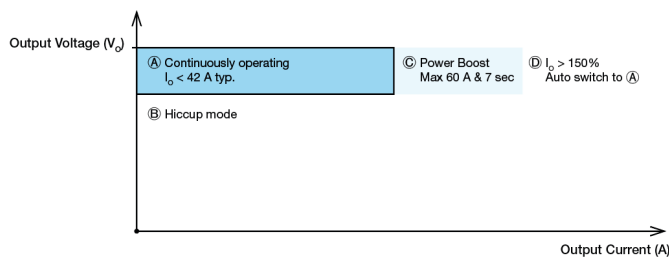 Output Voltage (Vo)
Ⓐ Continuously operating
Io < 42 A typ.
Ⓒ Power Boost
Max 60 A & 7 sec
Ⓓ Io > 150%
Auto switch to Ⓐ
Ⓑ Hiccup mode
Output Current (A)